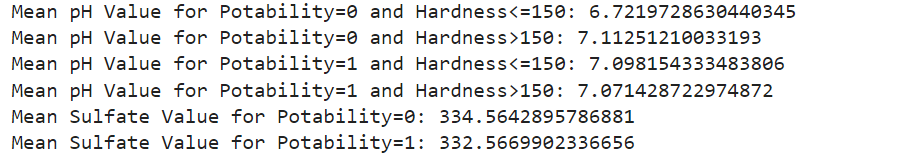 Mean pH Value for Potability=0 and Hardness<=150: 6.7219728630440345
Mean pH Value for Potability=0 and Hardness>150: 7.11251210033193
Mean pH Value for Potability=1 and Hardness<=150: 7.098154333483806
Mean pH Value for Potability=1 and Hardness>150: 7.071428722974872
Mean Sulfate Value for Potability=0: 334.5642895786881
Mean Sulfate Value for Potability=1: 332.5669902336656